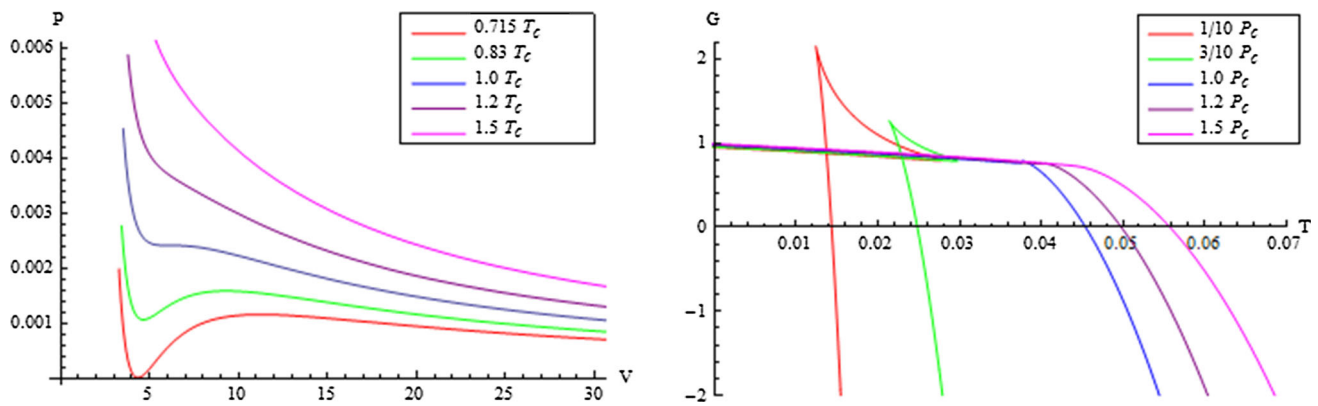 P
0.006
0.005
0.004
0.003
0.002
0.001
5 10 15 20 25 30
V
0.715 T_C
0.83 T_C
1.0 T_C
1.2 T_C
1.5 T_C
G
2
1
0
−1
−2
0.01 0.02 0.03 0.04 0.05 0.06 0.07
T
1/10 P_C
3/10 P_C
1.0 P_C
1.2 P_C
1.5 P_C